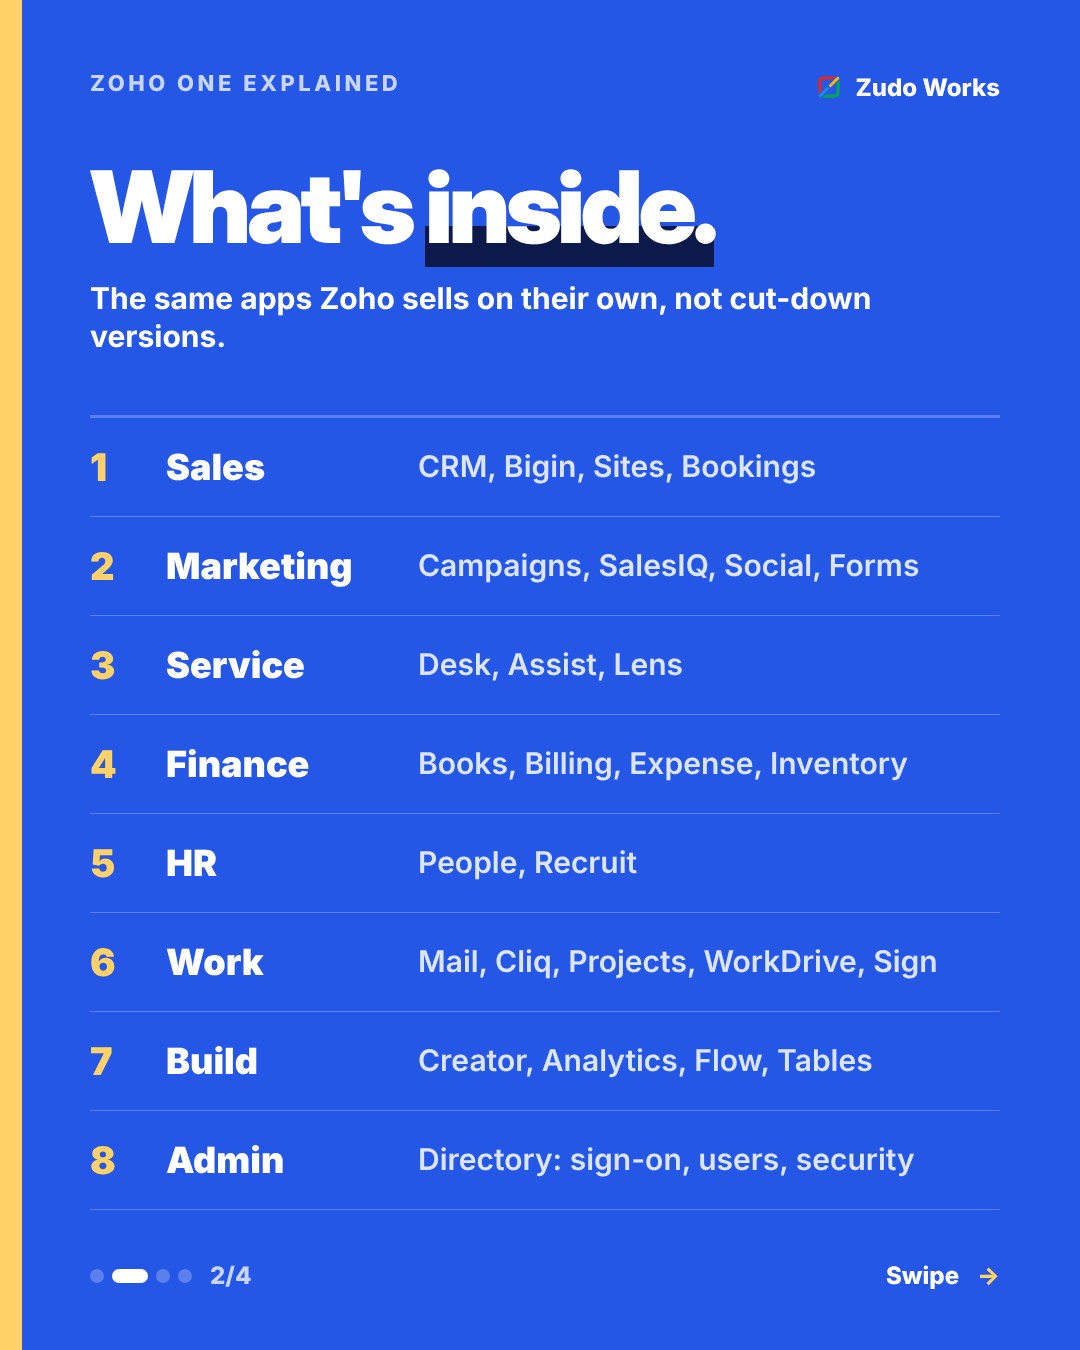 ZOHO ONE EXPLAINED
Zudo Works
What's inside.
The same apps Zoho sells on their own, not cut-down
versions.
1 Sales CRM, Bigin, Sites, Bookings
2 Marketing Campaigns, SalesIQ, Social, Forms
3 Service Desk, Assist, Lens
4 Finance Books, Billing, Expense, Inventory
5 HR People, Recruit
6 Work Mail, Cliq, Projects, WorkDrive, Sign
7 Build Creator, Analytics, Flow, Tables
8 Admin Directory: sign-on, users, security
2/4
Swipe →